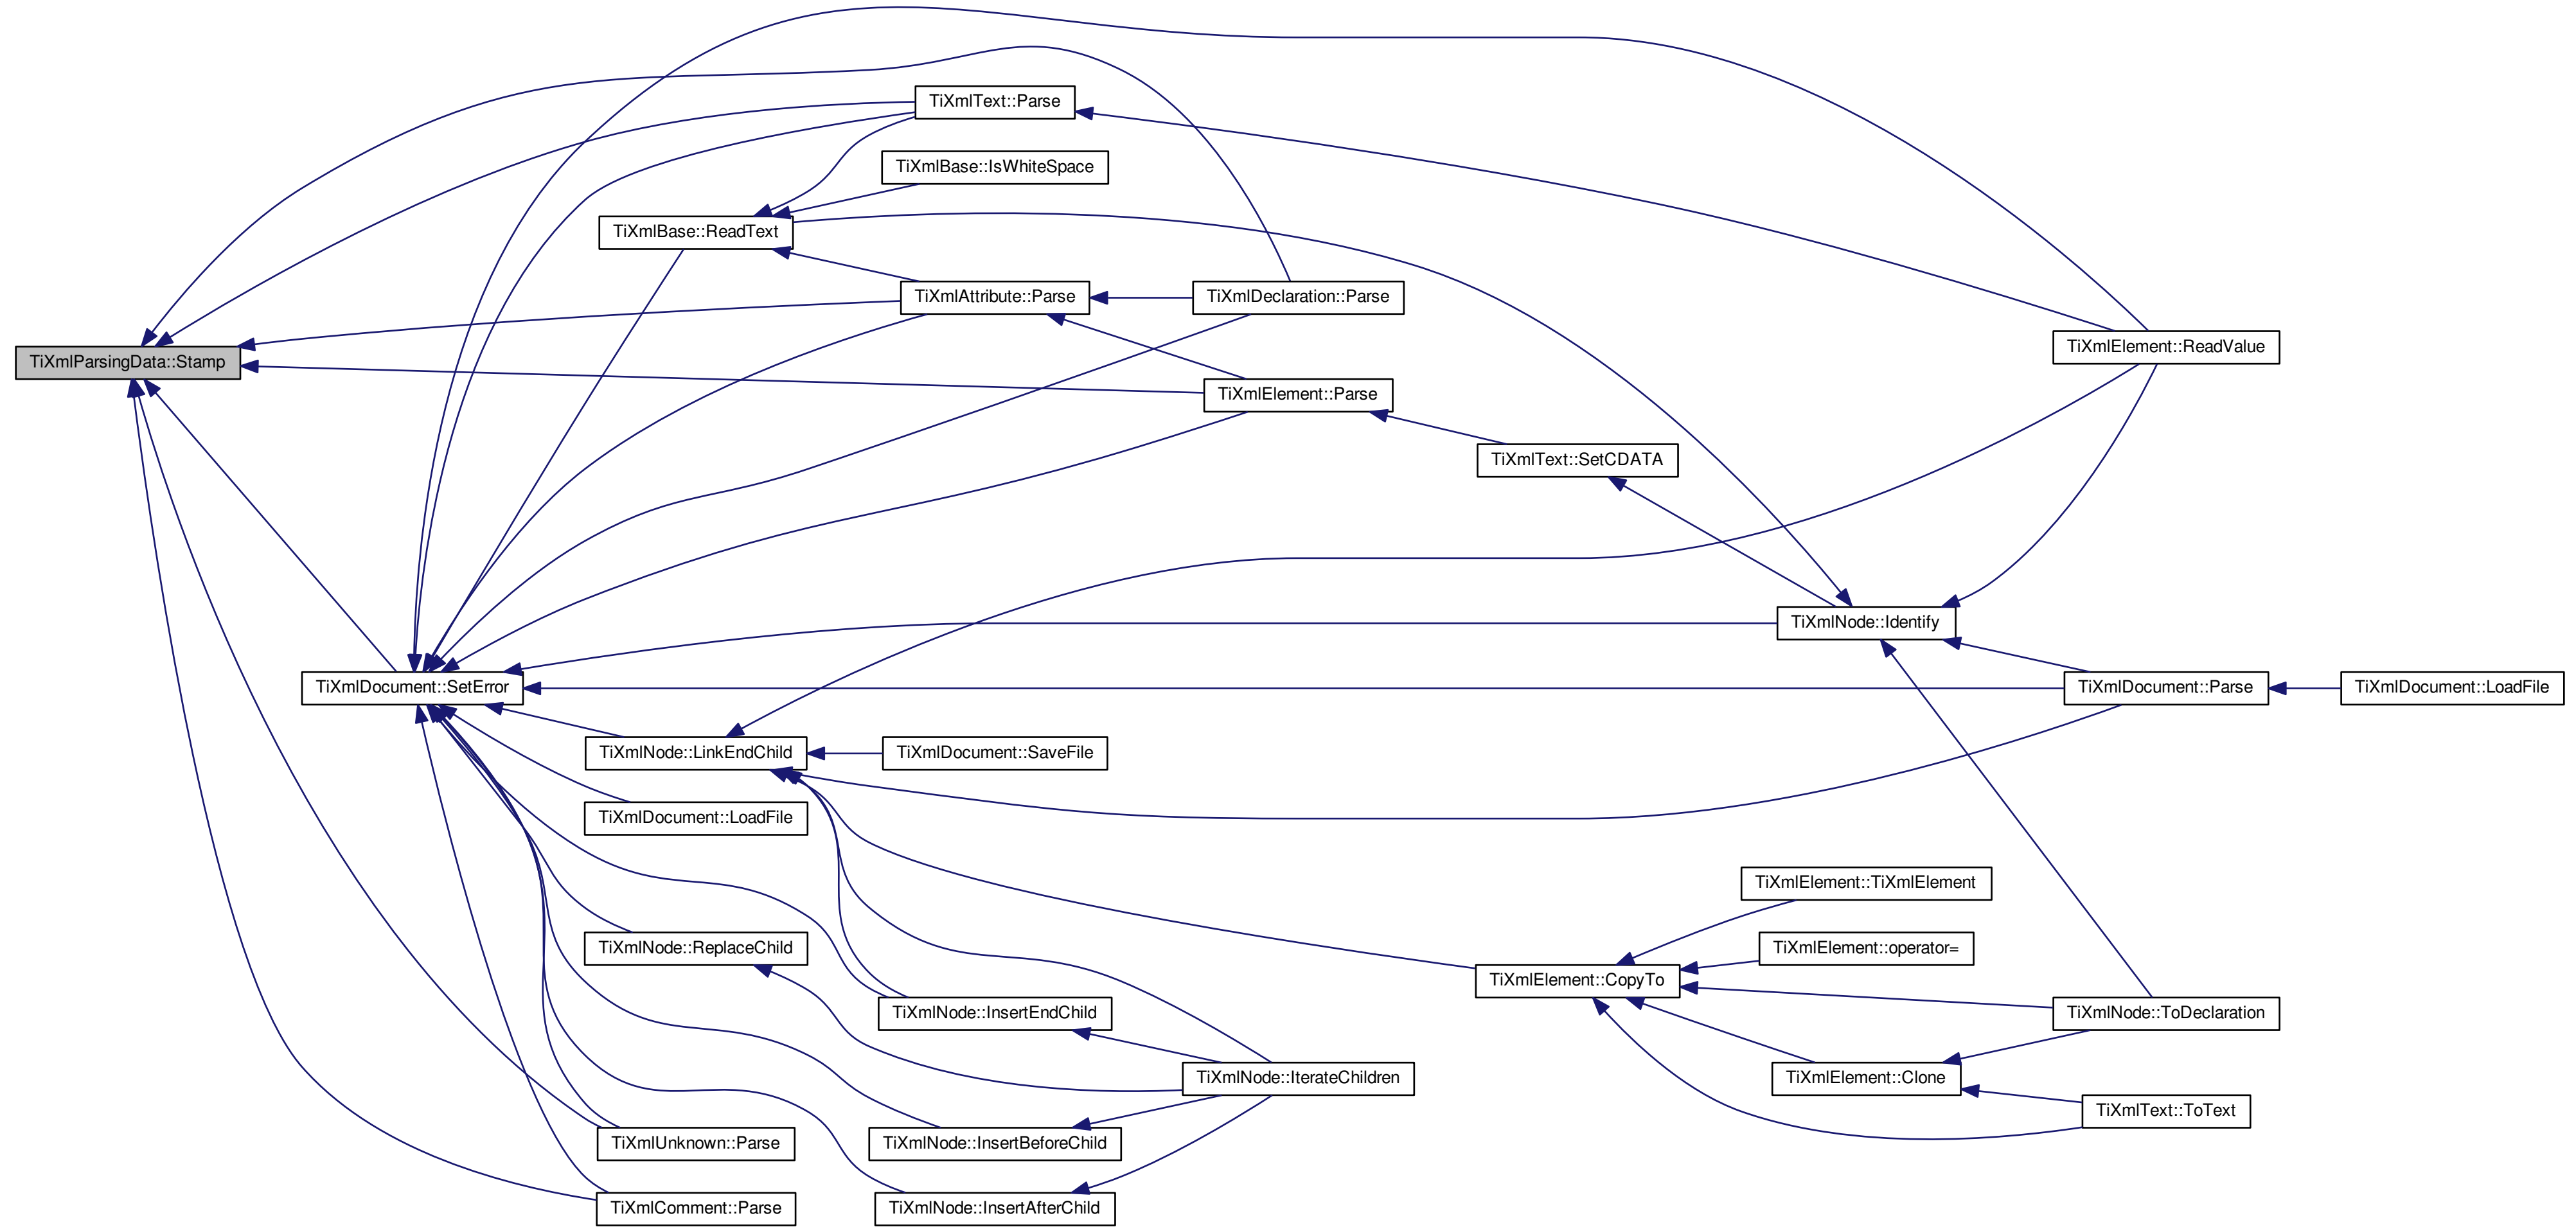 TiXmlText::Parse
TiXmlBase::IsWhiteSpace
TiXmlBase::ReadText
TiXmlAttribute::Parse
TiXmlDeclaration::Parse
TiXmlElement::ReadValue
TiXmlParsingData::Stamp
TiXmlElement::Parse
TiXmlText::SetCDATA
TiXmlNode::Identify
TiXmlDocument::SetError
TiXmlDocument::Parse
TiXmlDocument::LoadFile
TiXmlNode::LinkEndChild
TiXmlDocument::SaveFile
TiXmlDocument::LoadFile
TiXmlElement::TiXmlElement
TiXmlNode::ReplaceChild
TiXmlElement::operator=
TiXmlElement::CopyTo
TiXmlNode::InsertEndChild
TiXmlNode::ToDeclaration
TiXmlNode::IterateChildren
TiXmlElement::Clone
TiXmlText::ToText
TiXmlUnknown::Parse
TiXmlNode::InsertBeforeChild
TiXmlComment::Parse
TiXmlNode::InsertAfterChild